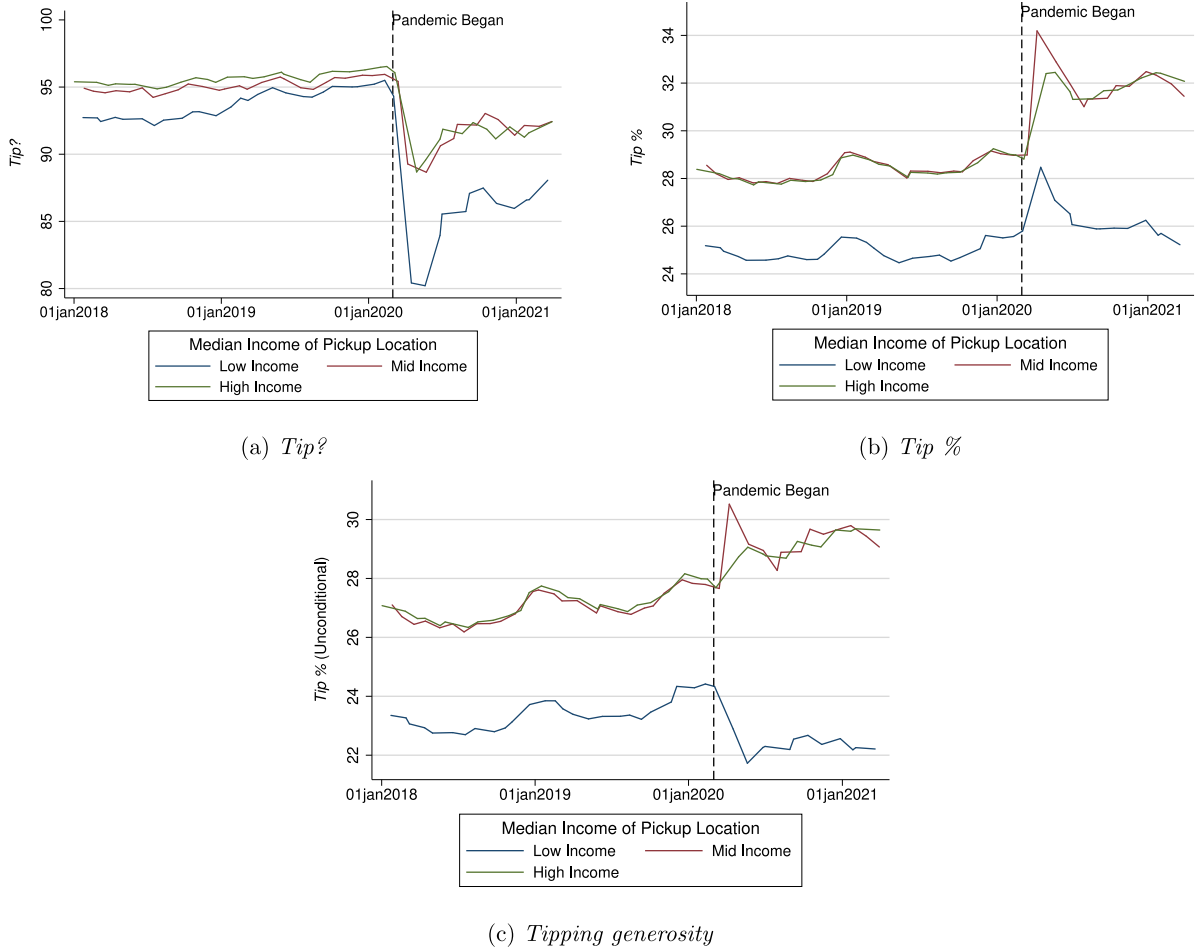 Pandemic Began
100
95
90
85
80
Tip?
01jan2018 01jan2019 01jan2020 01jan2021
Median Income of Pickup Location
Low Income Mid Income
High Income
(a) Tip?
Pandemic Began
34
32
30
28
26
24
Tip %
01jan2018 01jan2019 01jan2020 01jan2021
Median Income of Pickup Location
Low Income Mid Income
High Income
(b) Tip %
Pandemic Began
30
28
26
24
22
Tip % (Unconditional)
01jan2018 01jan2019 01jan2020 01jan2021
Median Income of Pickup Location
Low Income Mid Income
High Income
(c) Tipping generosity